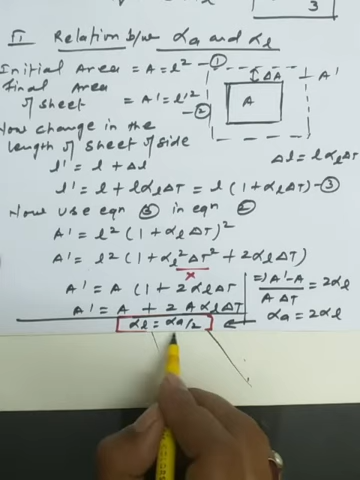 3
II. Relation b/w αa and αl
Initial Area = A = l² - ①
Final Area
of sheet = A' = l'² - ②
ΔA
A'
A
Now change in the
length of sheet of side
l' = l + Δl
Δl = lαlΔT
l' = l + lαlΔT = l (1 + αlΔT) - ③
Now use eqn ③ in eqn ②
A' = l² (1 + αlΔT)²
A' = l² (1 + αl²ΔT² + 2αlΔT)
×
A' = A (1 + 2αlΔT)
A' = A + 2AαlΔT
⇒ A'-A / AΔT = 2αl
αa = 2αl
αl = αa/2